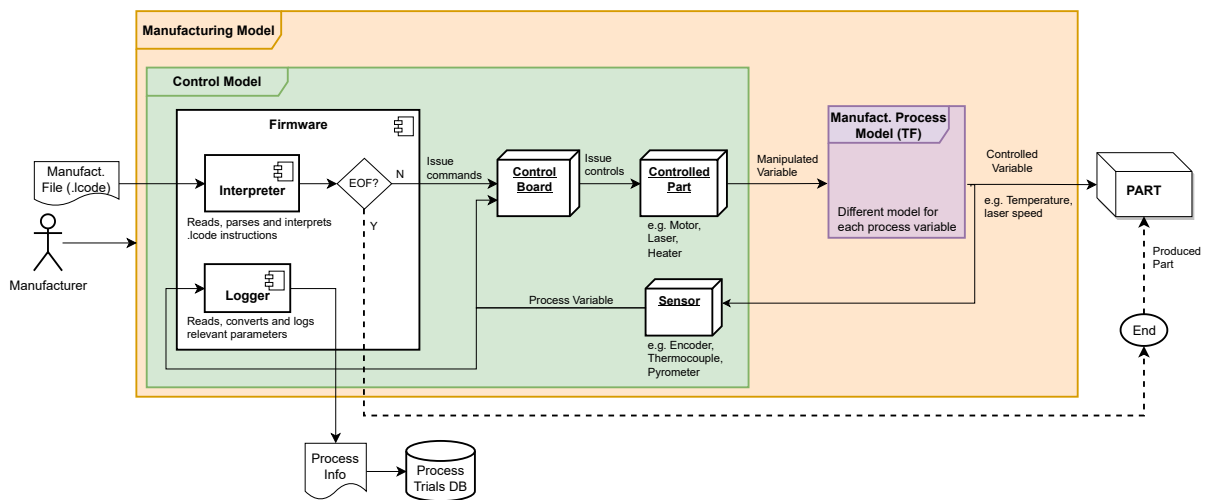 Manufacturing Model
Control Model
Firmware
Manufact.
File (.lcode)
Interpreter
Reads, parses and interprets
.lcode instructions
EOF?
N
Y
Issue
commands
Control
Board
Issue
controls
Controlled
Part
e.g. Motor,
Laser,
Heater
Manipulated
Variable
Manufact. Process
Model (TF)
Different model for
each process variable
Controlled
Variable
e.g. Temperature,
laser speed
PART
Manufacturer
Logger
Reads, converts and logs
relevant parameters
Process Variable
Sensor
e.g. Encoder,
Thermocouple,
Pyrometer
Produced
Part
End
Process
Info
Process
Trials DB